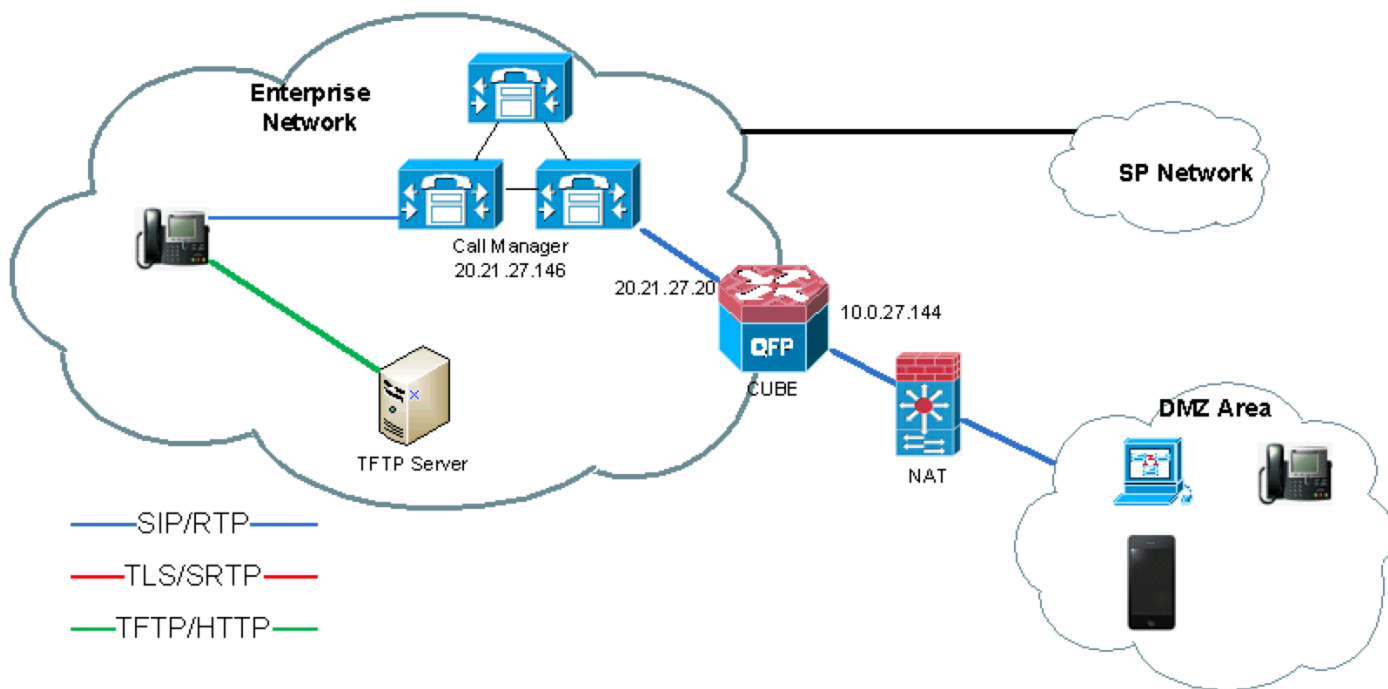 Enterprise
Network
SP Network
Call Manager
20.21.27.146
20.21.27.20
10.0.27.144
QFP
CUBE
DMZ Area
TFTP Server
NAT
SIP/RTP
TLS/SRTP
TFTP/HTTP